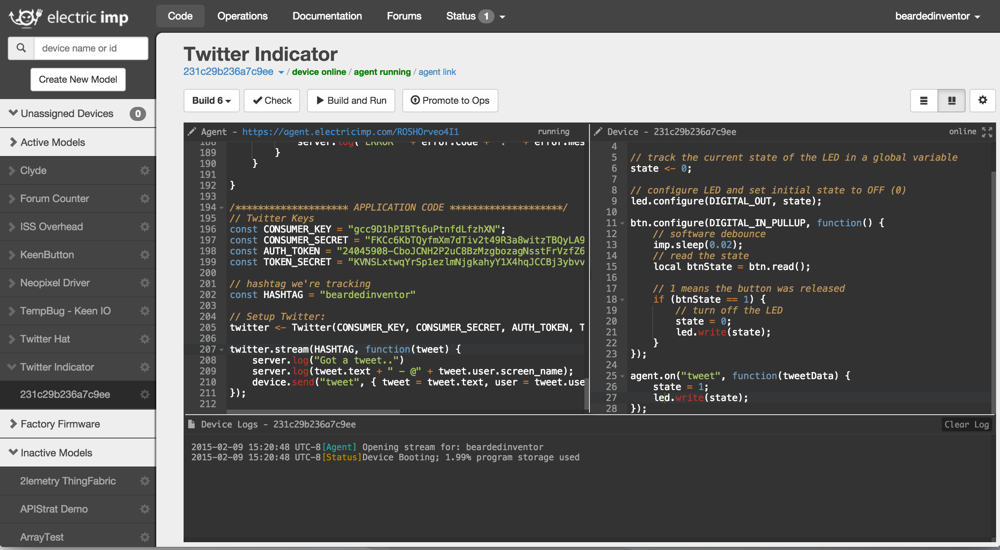 electric imp
Code
Operations
Documentation
Forums
Status 1
beardedinventor
device name or id
Create New Model
Unassigned Devices 0
Active Models
Clyde
Forum Counter
ISS Overhead
KeenButton
Neopixel Driver
TempBug - Keen IO
Twitter Hat
Twitter Indicator
231c29b236a7c9ee
Factory Firmware
Inactive Models
2lemetry ThingFabric
APIStrat Demo
ArrayTest
Twitter Indicator
231c29b236a7c9ee / device online / agent running / agent link
Build 6
Check
Build and Run
Promote to Ops
Agent - https://agent.electricimp.com/RO5HOrveo4I1 running
188 server.log("ERROR " + error.code + ": " + error.mes
189 }
190 }
191
192 }
193
194 /******************** APPLICATION CODE ********************/
195 // Twitter Keys
196 const CONSUMER_KEY = "gcc9D1hPIBTt6uPtnfdLfzhXN";
197 const CONSUMER_SECRET = "FKCc6KbTQyfmXm7dTiv2t49R3a8witzTBQyLA9
198 const AUTH_TOKEN = "24045908-CboJCNH2P2uC8BzMzgbozagNsstFrVzfZ6
199 const TOKEN_SECRET = "KVNSLxtwqYrSp1ezlmNjgkahyY1X4hqJCCBj3ybvv
200
201 // hashtag we're tracking
202 const HASHTAG = "beardedinventor"
203
204 // Setup Twitter:
205 twitter <- Twitter(CONSUMER_KEY, CONSUMER_SECRET, AUTH_TOKEN, T
206
207 twitter.stream(HASHTAG, function(tweet) {
208 server.log("Got a tweet..")
209 server.log(tweet.text + " - @" + tweet.user.screen_name);
210 device.send("tweet", { tweet = tweet.text, user = tweet.use
211 });
212
Device - 231c29b236a7c9ee online
4
5 // track the current state of the LED in a global variable
6 state <- 0;
7
8 // configure LED and set initial state to OFF (0)
9 led.configure(DIGITAL_OUT, state);
10
11 btn.configure(DIGITAL_IN_PULLUP, function() {
12 // software debounce
13 imp.sleep(0.02);
14 // read the state
15 local btnState = btn.read();
16
17 // 1 means the button was released
18 if (btnState == 1) {
19 // turn off the LED
20 state = 0;
21 led.write(state);
22 }
23 });
24
25 agent.on("tweet", function(tweetData) {
26 state = 1;
27 led.write(state);
28 });
Device Logs - 231c29b236a7c9ee
Clear Log
2015-02-09 15:20:48 UTC-8[Agent] Opening stream for: beardedinventor
2015-02-09 15:20:48 UTC-8[Status]Device Booting; 1.99% program storage used